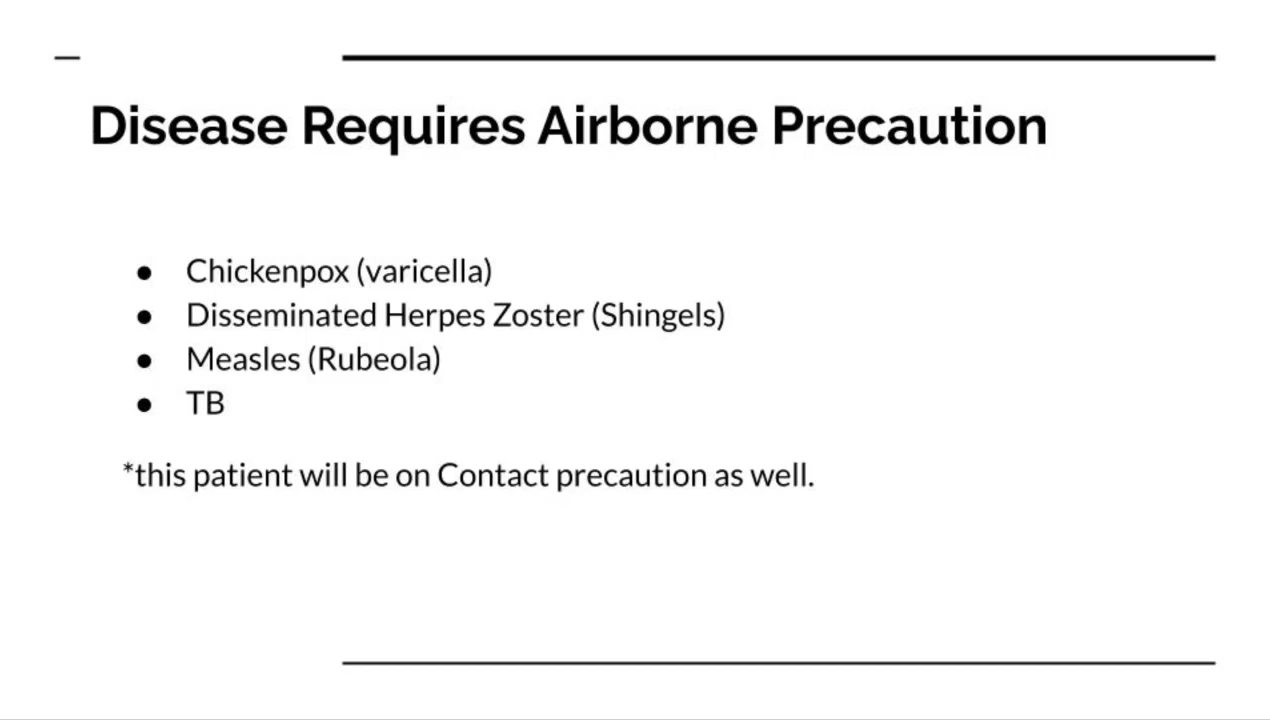 Disease Requires Airborne Precaution
● Chickenpox (varicella)
● Disseminated Herpes Zoster (Shingels)
● Measles (Rubeola)
● TB
*this patient will be on Contact precaution as well.